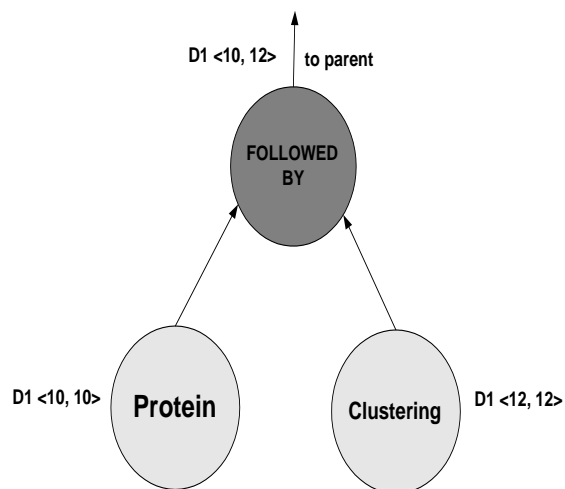 D1 <10, 12> to parent
FOLLOWED
BY
D1 <10, 10>
Protein
Clustering
D1 <12, 12>